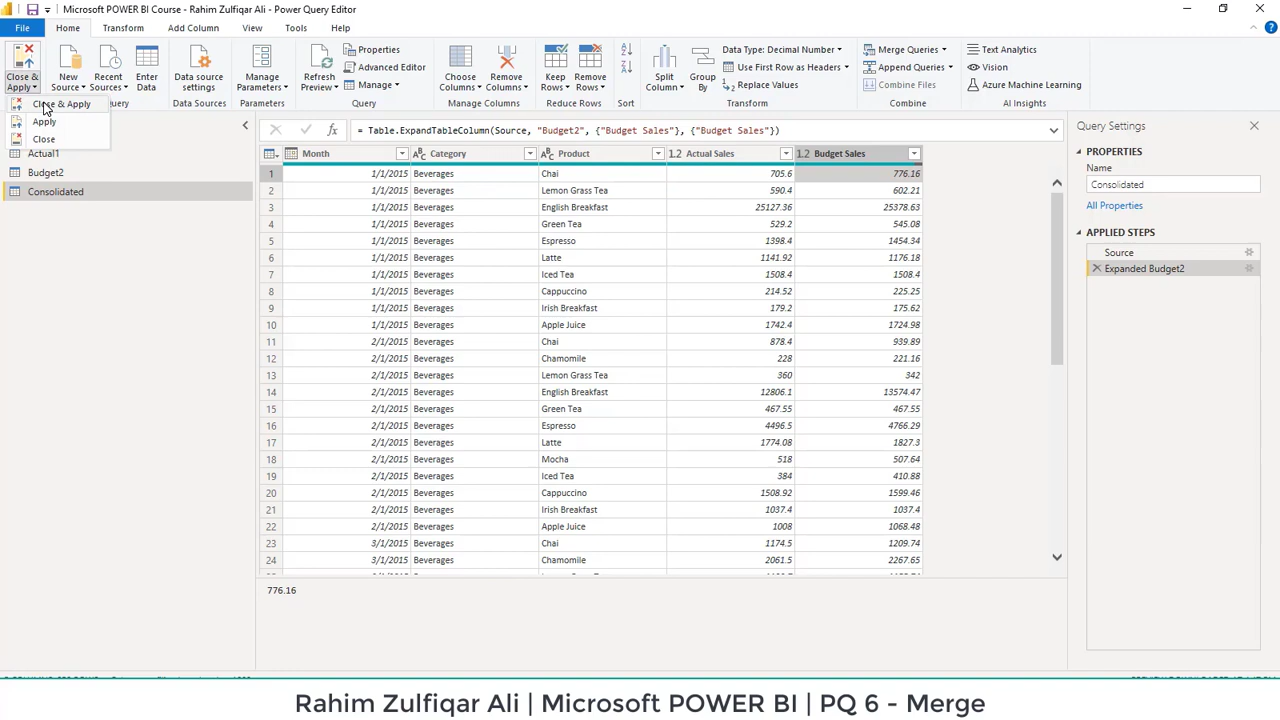 Microsoft POWER BI Course - Rahim Zulfiqar Ali - Power Query Editor
File Home Transform Add Column View Tools Help
Close & Apply
New Source
Recent Sources
Enter Data
Data source settings
Manage Parameters
Refresh Preview
Properties
Advanced Editor
Manage
Choose Columns
Remove Columns
Keep Rows
Remove Rows
Split Column
Group By
Data Type: Decimal Number
Use First Row as Headers
Replace Values
Merge Queries
Append Queries
Combine Files
Text Analytics
Vision
Azure Machine Learning
Data Sources Parameters Query Manage Columns Reduce Rows Sort Transform Combine AI Insights
Close & Apply
Apply
Close
Actual1
Budget2
Consolidated
= Table.ExpandTableColumn(Source, "Budget2", {"Budget Sales"}, {"Budget Sales"})
Month Category Product 1.2 Actual Sales 1.2 Budget Sales
1 1/1/2015 Beverages Chai 705.6 776.16
2 1/1/2015 Beverages Lemon Grass Tea 590.4 602.21
3 1/1/2015 Beverages English Breakfast 25127.36 25378.63
4 1/1/2015 Beverages Green Tea 529.2 545.08
5 1/1/2015 Beverages Espresso 1398.4 1454.34
6 1/1/2015 Beverages Latte 1141.92 1176.18
7 1/1/2015 Beverages Iced Tea 1508.4 1508.4
8 1/1/2015 Beverages Cappuccino 214.52 225.25
9 1/1/2015 Beverages Irish Breakfast 179.2 175.62
10 1/1/2015 Beverages Apple Juice 1742.4 1724.98
11 2/1/2015 Beverages Chai 878.4 939.89
12 2/1/2015 Beverages Chamomile 228 221.16
13 2/1/2015 Beverages Lemon Grass Tea 360 342
14 2/1/2015 Beverages English Breakfast 12806.1 13574.47
15 2/1/2015 Beverages Green Tea 467.55 467.55
16 2/1/2015 Beverages Espresso 4496.5 4766.29
17 2/1/2015 Beverages Latte 1774.08 1827.3
18 2/1/2015 Beverages Mocha 518 507.64
19 2/1/2015 Beverages Iced Tea 384 410.88
20 2/1/2015 Beverages Cappuccino 1508.92 1599.46
21 2/1/2015 Beverages Irish Breakfast 1037.4 1037.4
22 2/1/2015 Beverages Apple Juice 1008 1068.48
23 3/1/2015 Beverages Chai 1174.5 1209.74
24 3/1/2015 Beverages Chamomile 2061.5 2267.65
776.16
Query Settings
PROPERTIES
Name
Consolidated
All Properties
APPLIED STEPS
Source
Expanded Budget2
Rahim Zulfiqar Ali | Microsoft POWER BI | PQ 6 - Merge